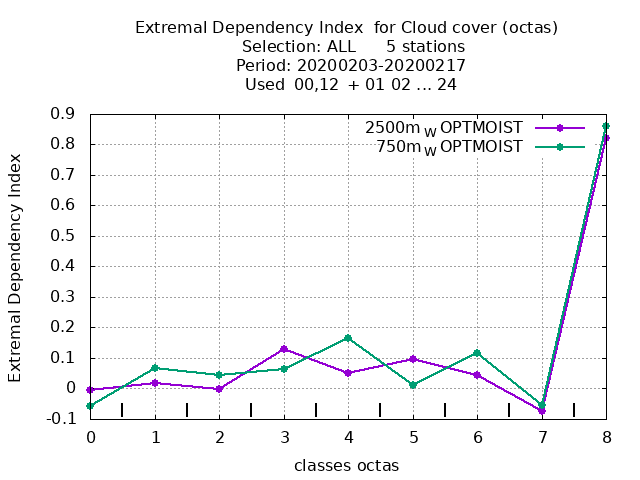 Extremal Dependency Index  for Cloud cover (octas)
Selection: ALL      5 stations
Period: 20200203-20200217
Used  00,12  + 01 02 ... 24
2500m W OPTMOIST
750m W OPTMOIST
Extremal Dependency Index
0.9
0.8
0.7
0.6
0.5
0.4
0.3
0.2
0.1
0
-0.1
0 1 2 3 4 5 6 7 8
classes octas